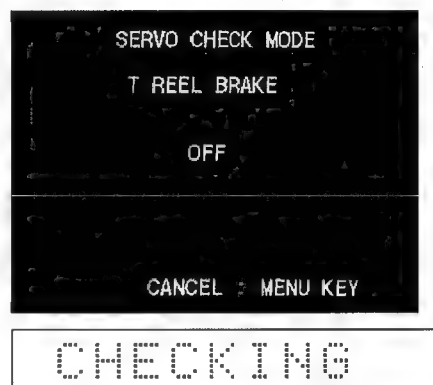 SERVO CHECK MODE
T REEL BRAKE
OFF
CANCEL : MENU KEY
CHECKING